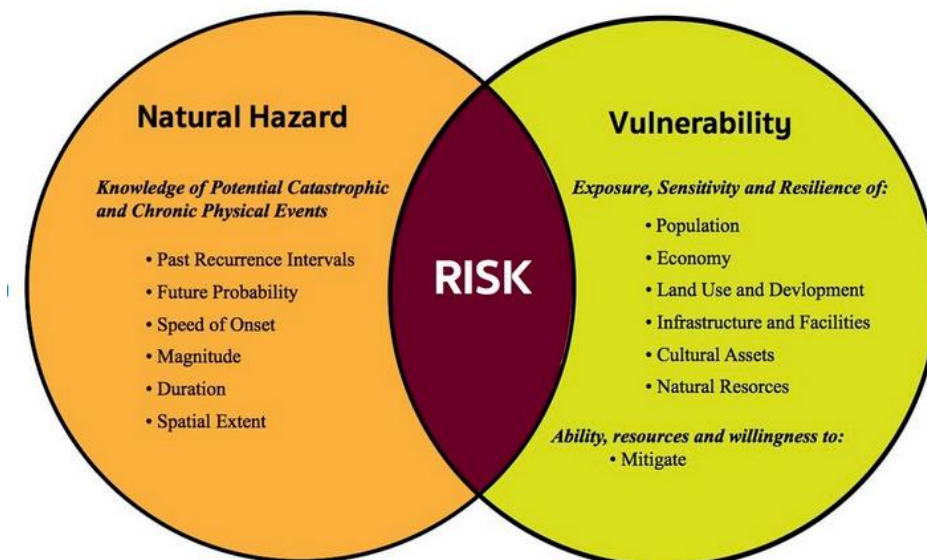 Natural Hazard
Knowledge of Potential Catastrophic
and Chronic Physical Events
• Past Recurrence Intervals
• Future Probability
• Speed of Onset
• Magnitude
• Duration
• Spatial Extent
RISK
Vulnerability
Exposure, Sensitivity and Resilience of:
• Population
• Economy
• Land Use and Devlopment
• Infrastructure and Facilities
• Cultural Assets
• Natural Resorces
Ability, resources and willingness to:
• Mitigate